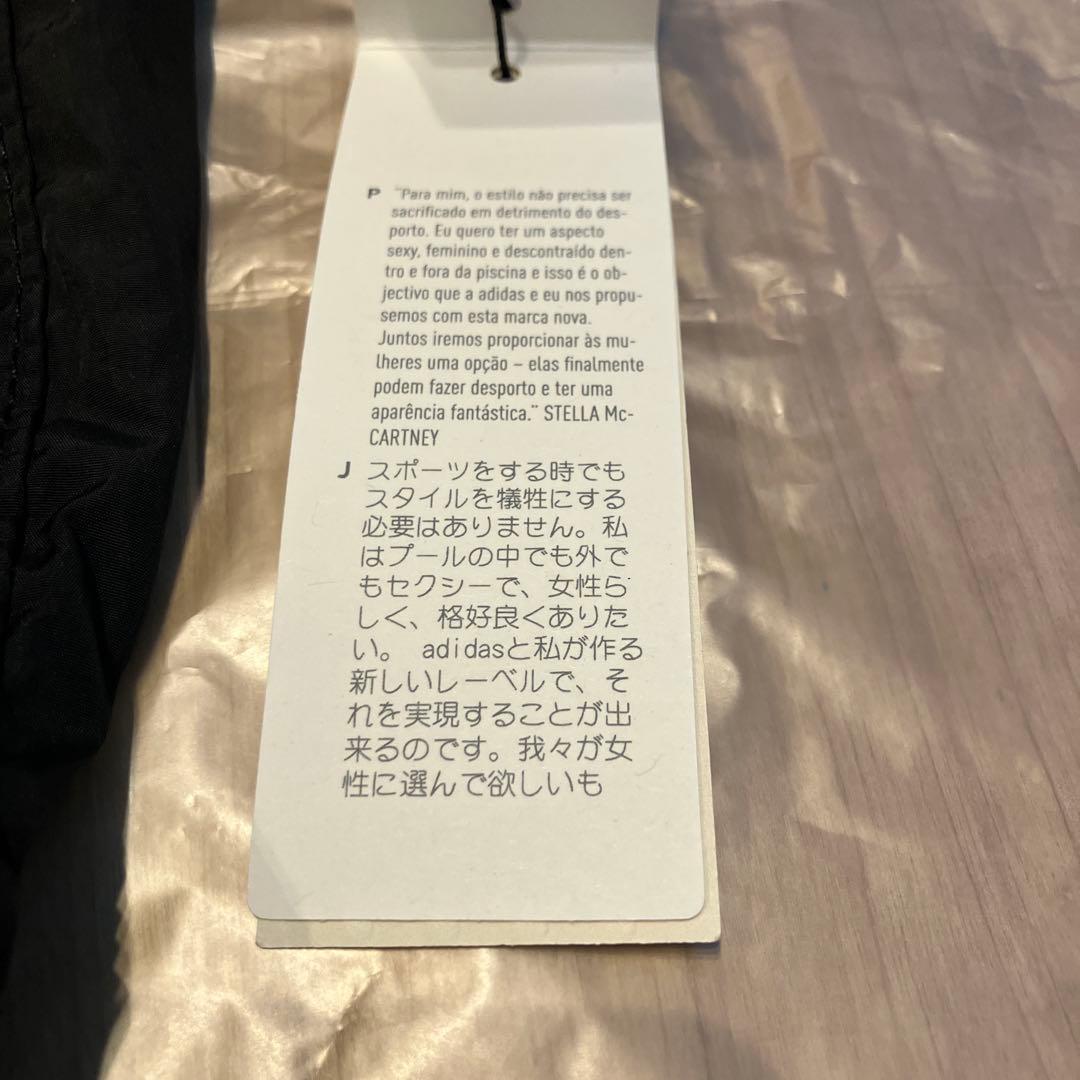 P "Para mim, o estilo não precisa ser
sacrificado em detrimento do des-
porto. Eu quero ter um aspecto
sexy, feminino e descontraído den-
tro e fora da piscina e isso é o ob-
jectivo que a adidas e eu nos propu-
semos com esta marca nova.
Juntos iremos proporcionar às mu-
lheres uma opção – elas finalmente
podem fazer desporto e ter uma
aparência fantástica." STELLA Mc-
CARTNEY
J スポーツをする時でも
スタイルを犠牲にする
必要はありません。私
はプールの中でも外で
もセクシーで、女性ら
しく、格好良くありた
い。 adidasと私が作る
新しいレーベルで、そ
れを実現することが出
来るのです。我々が女
性に選んで欲しいも